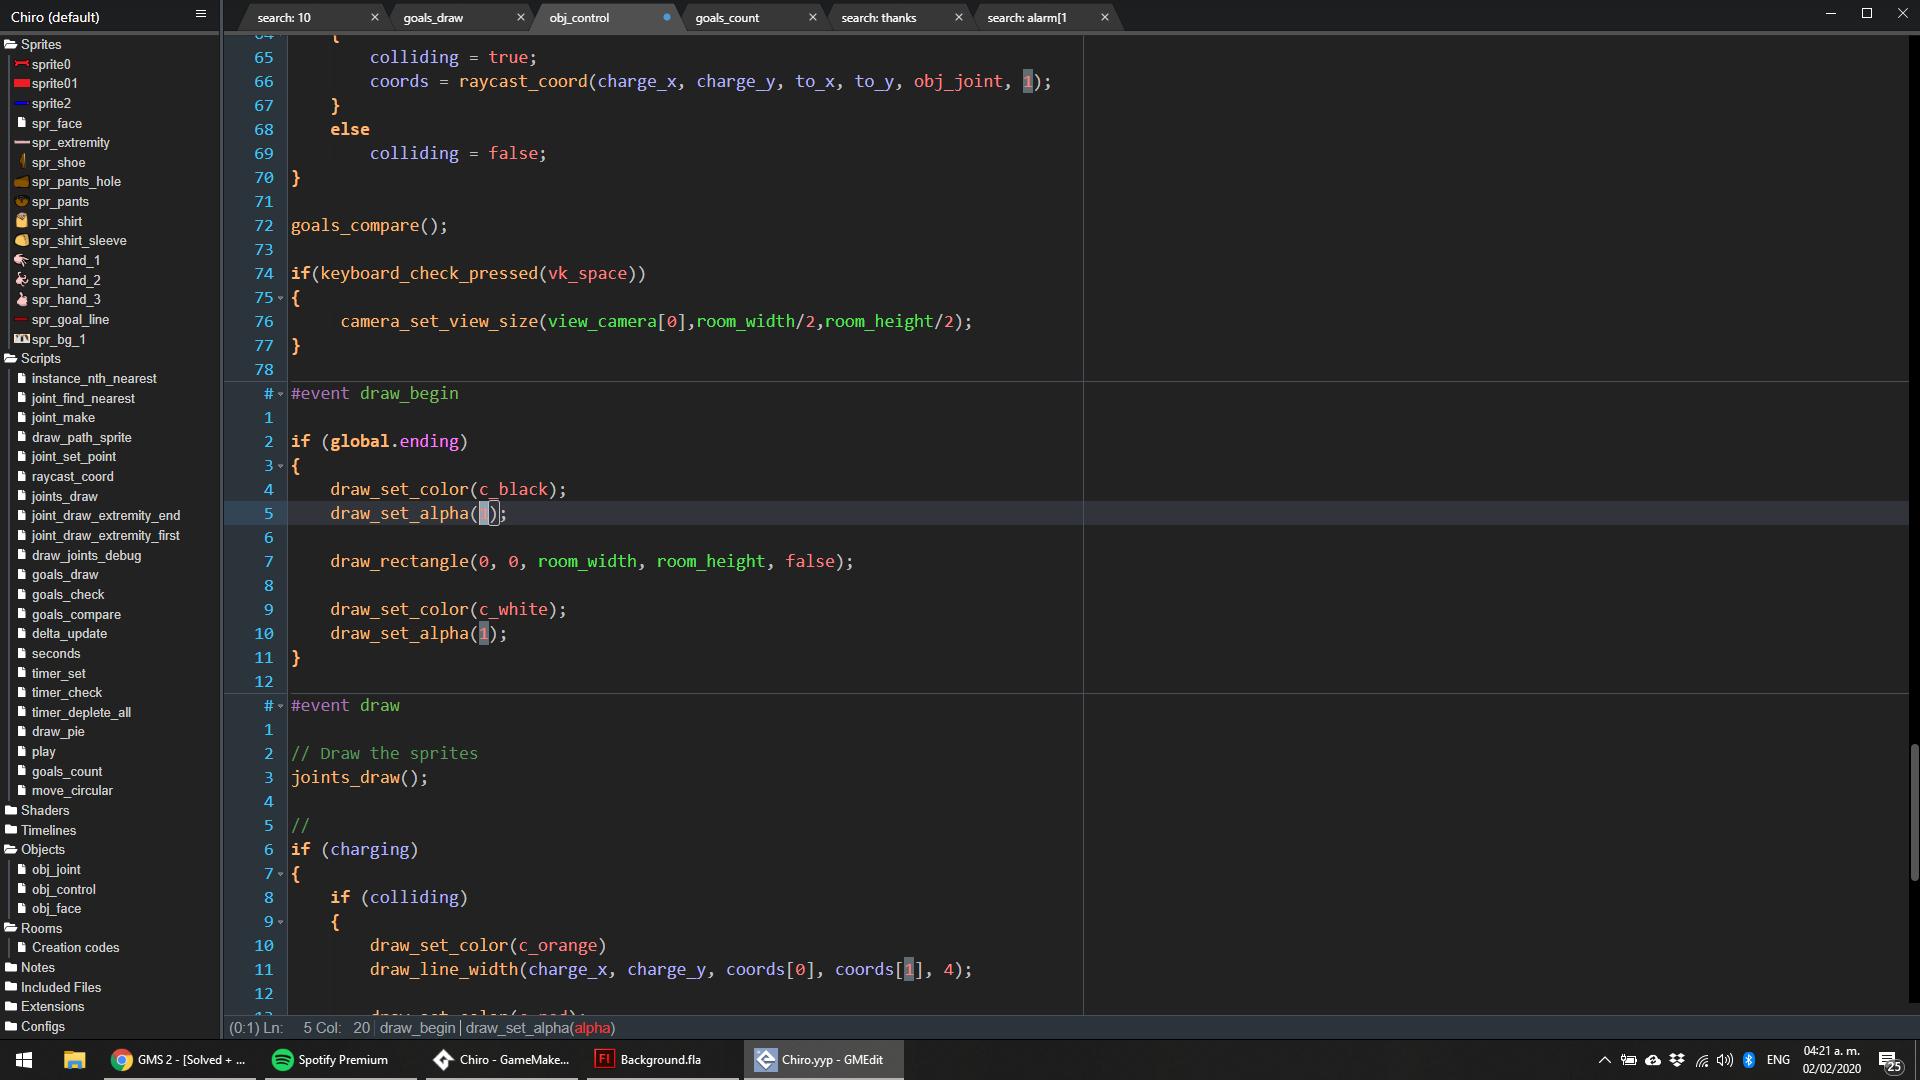 Chiro (default)
search: 10
goals_draw
obj_control
goals_count
search: thanks
search: alarm[1
Sprites
sprite0
sprite01
sprite2
spr_face
spr_extremity
spr_shoe
spr_pants_hole
spr_pants
spr_shirt
spr_shirt_sleeve
spr_hand_1
spr_hand_2
spr_hand_3
spr_goal_line
spr_bg_1
Scripts
instance_nth_nearest
joint_find_nearest
joint_make
draw_path_sprite
joint_set_point
raycast_coord
joints_draw
joint_draw_extremity_end
joint_draw_extremity_first
draw_joints_debug
goals_draw
goals_check
goals_compare
delta_update
seconds
timer_set
timer_check
timer_deplete_all
draw_pie
play
goals_count
move_circular
Shaders
Timelines
Objects
obj_joint
obj_control
obj_face
Rooms
Creation codes
Notes
Included Files
Extensions
Configs
64 {
65 colliding = true;
66 coords = raycast_coord(charge_x, charge_y, to_x, to_y, obj_joint, 1);
67 }
68 else
69 colliding = false;
70 }
71
72 goals_compare();
73
74 if(keyboard_check_pressed(vk_space))
75 {
76 camera_set_view_size(view_camera[0],room_width/2,room_height/2);
77 }
78
# #event draw_begin
1
2 if (global.ending)
3 {
4 draw_set_color(c_black);
5 draw_set_alpha(1);
6
7 draw_rectangle(0, 0, room_width, room_height, false);
8
9 draw_set_color(c_white);
10 draw_set_alpha(1);
11 }
12
# #event draw
1
2 // Draw the sprites
3 joints_draw();
4
5 //
6 if (charging)
7 {
8 if (colliding)
9 {
10 draw_set_color(c_orange)
11 draw_line_width(charge_x, charge_y, coords[0], coords[1], 4);
12
13 draw_set_color(c_red);
(0:1) Ln: 5 Col: 20 draw_begin draw_set_alpha(alpha)
GMS 2 - [Solved + ...
Spotify Premium
Chiro - GameMake...
Fl
Background.fla
Chiro.yyp - GMEdit
ENG
04:21 a. m.
02/02/2020
25